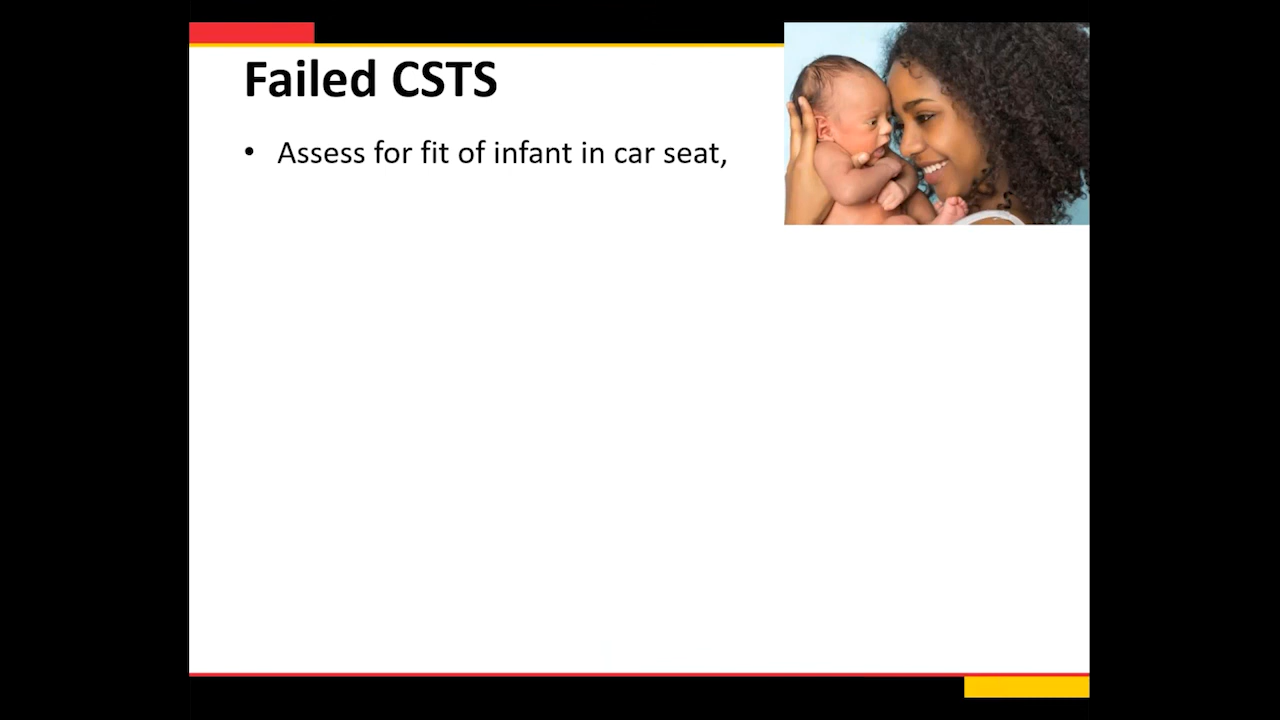 Failed CSTS
• Assess for fit of infant in car seat,